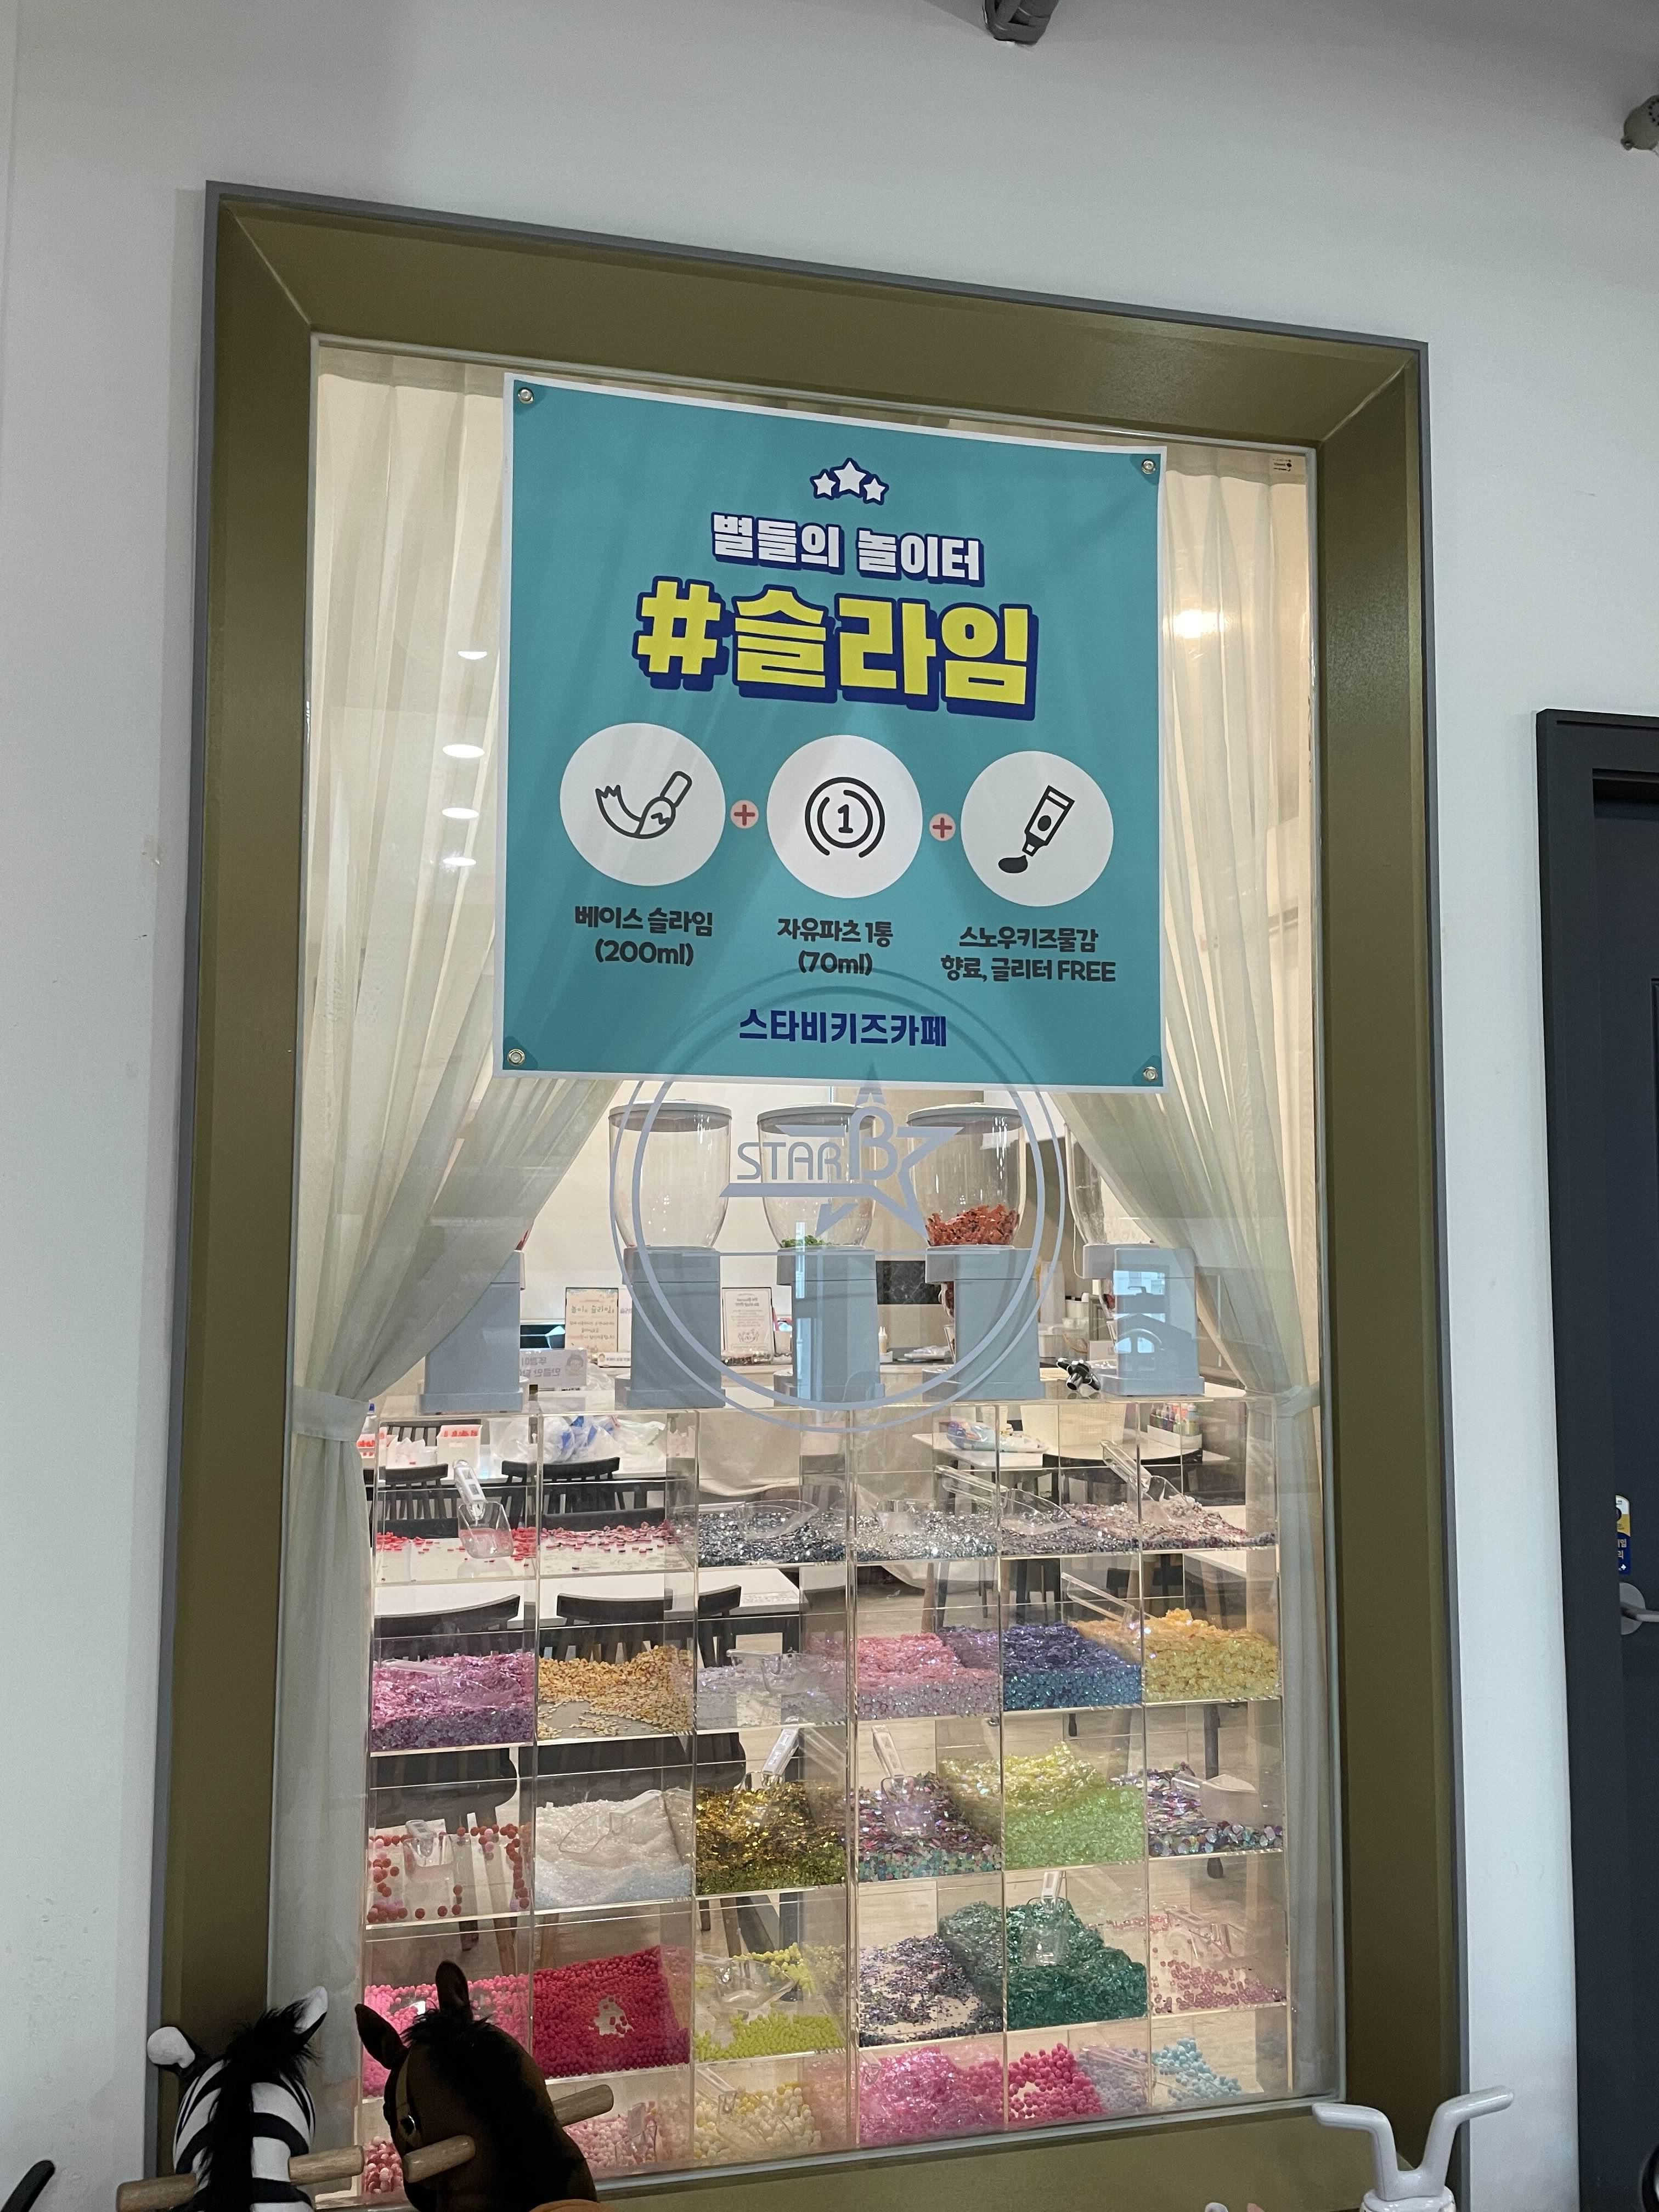 별들의 놀이터
#슬라임
1
베이스 슬라임
(200ml)
자유파츠 1통
(70ml)
스노우키즈물감
향료, 글리터 FREE
스타비키즈카페
STAR B